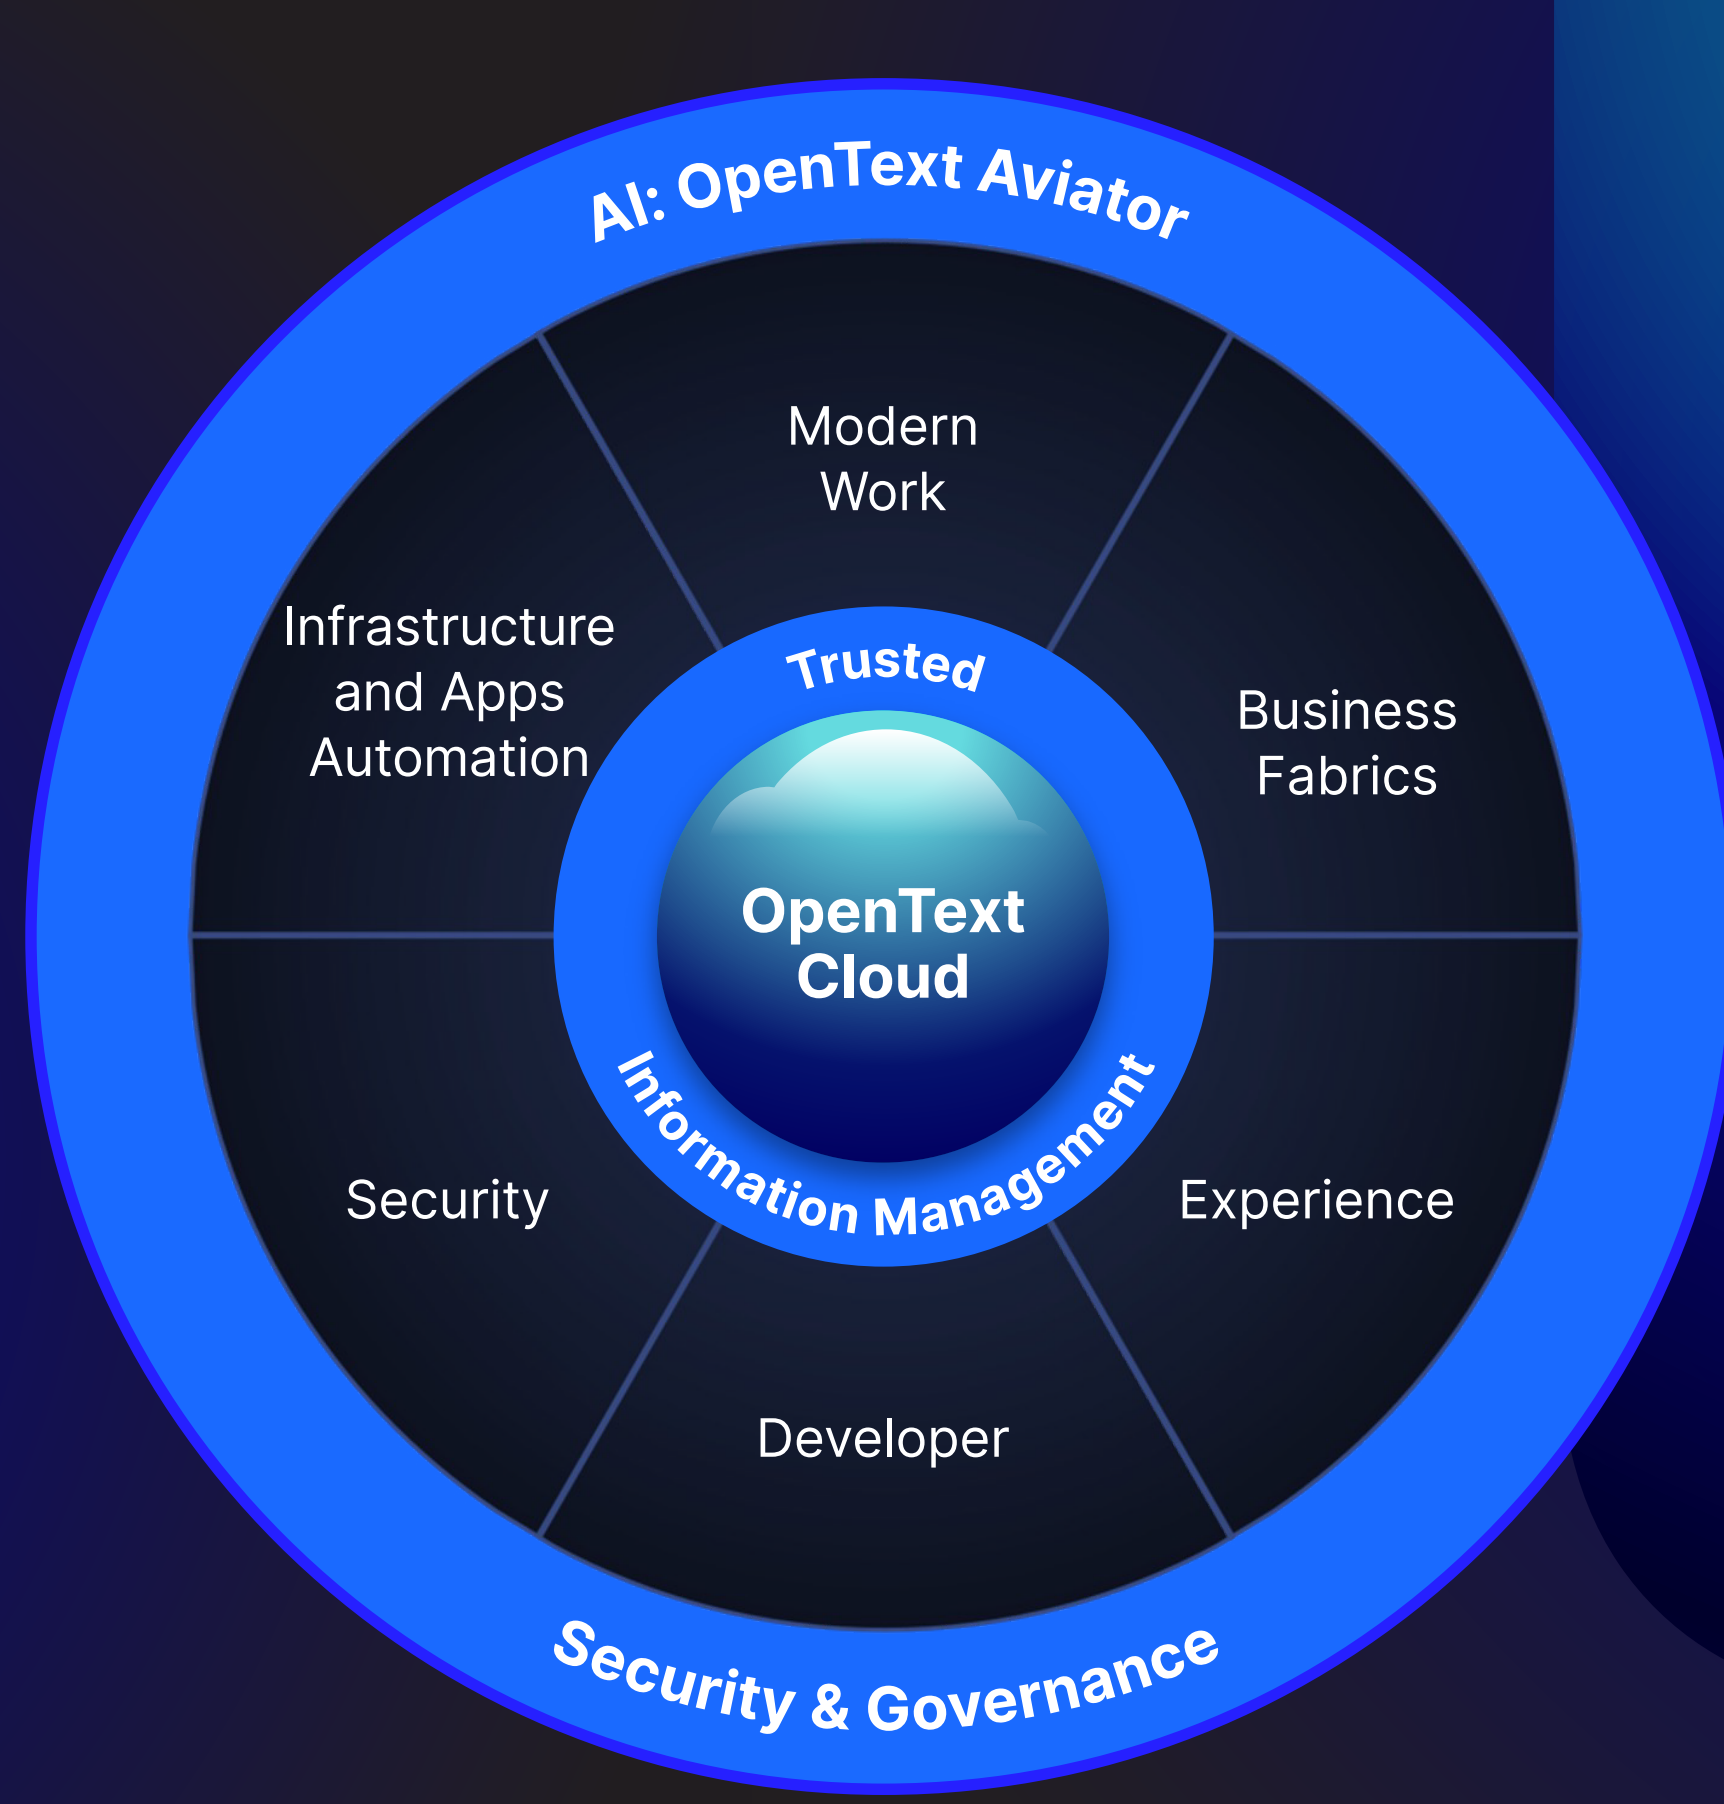 AI: OpenText Aviator
Modern
Work
Infrastructure
and Apps
Automation
Business
Fabrics
Trusted
OpenText
Cloud
Information Management
Security
Experience
Developer
Security & Governance